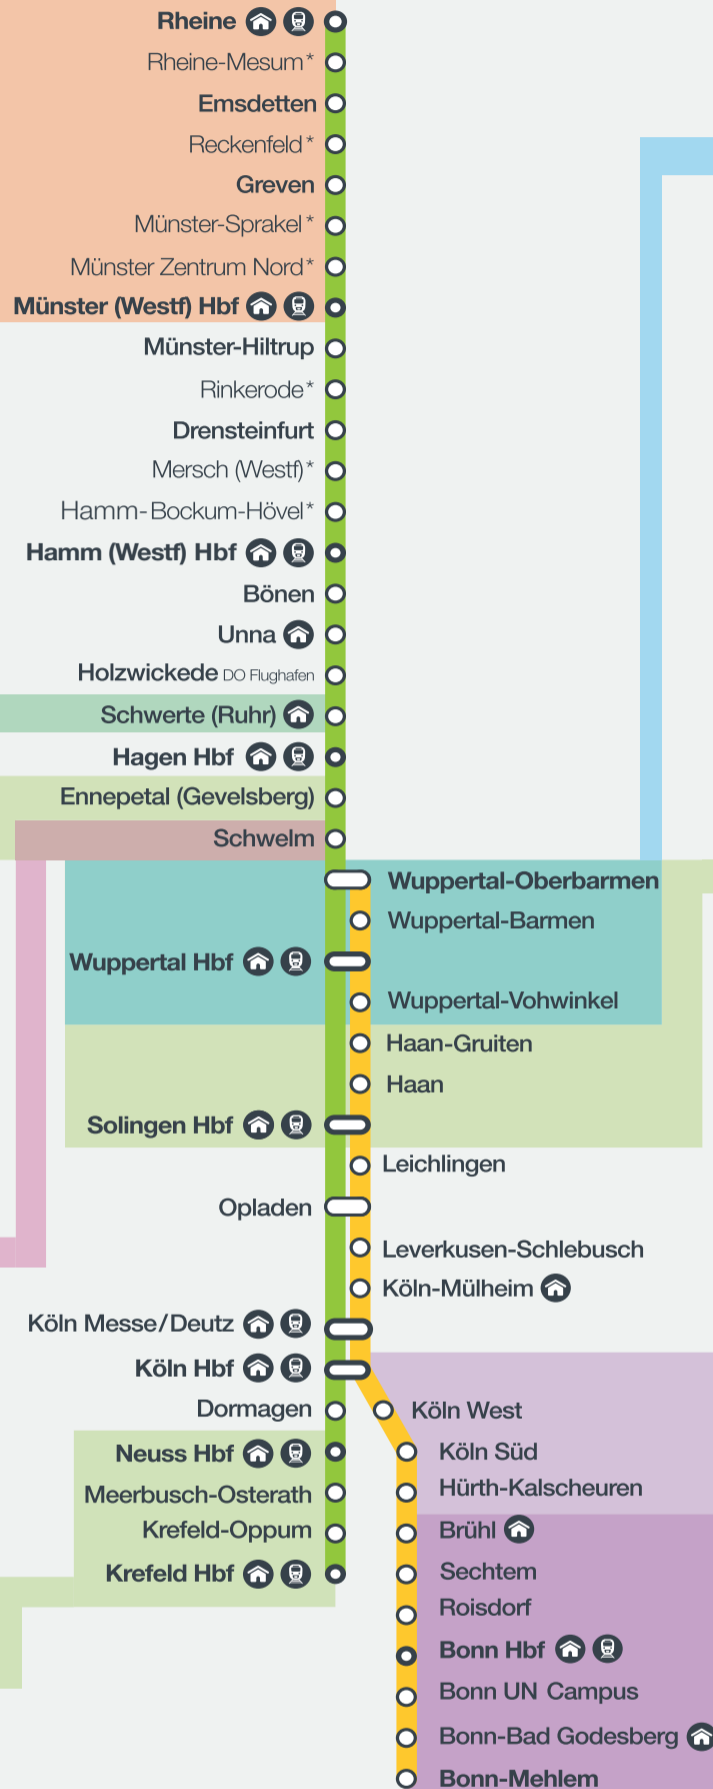 Rheine
Rheine-Mesum*
Emsdetten
Reckenfeld*
Greven
Münster-Sprakel*
Münster Zentrum Nord*
Münster (Westf) Hbf
Münster-Hiltrup
Rinkerode*
Drensteinfurt
Mersch (Westf)*
Hamm-Bockum-Hövel*
Hamm (Westf) Hbf
Bönen
Unna
Holzwickede DO Flughafen
Schwerte (Ruhr)
Hagen Hbf
Ennepetal (Gevelsberg)
Schwelm
Wuppertal-Oberbarmen
Wuppertal-Barmen
Wuppertal Hbf
Wuppertal-Vohwinkel
Haan-Gruiten
Haan
Solingen Hbf
Leichlingen
Opladen
Leverkusen-Schlebusch
Köln-Mülheim
Köln Messe/Deutz
Köln Hbf
Dormagen
Köln West
Neuss Hbf
Köln Süd
Meerbusch-Osterath
Hürth-Kalscheuren
Krefeld-Oppum
Brühl
Krefeld Hbf
Sechtem
Roisdorf
Bonn Hbf
Bonn UN Campus
Bonn-Bad Godesberg
Bonn-Mehlem